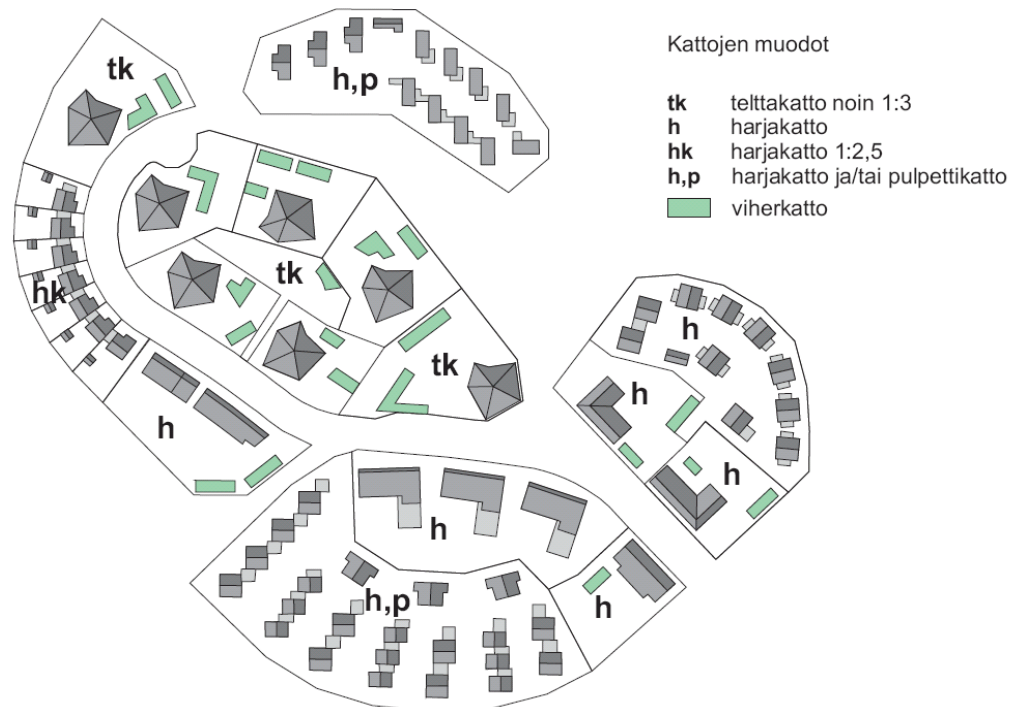 Kattojen muodot
tk telttakatto noin 1:3
h harjakatto
hk harjakatto 1:2,5
h,p harjakatto ja/tai pulpettikatto
viherkatto
tk
h,p
tk
hk
tk
h
h
h
h
h
h,p
h